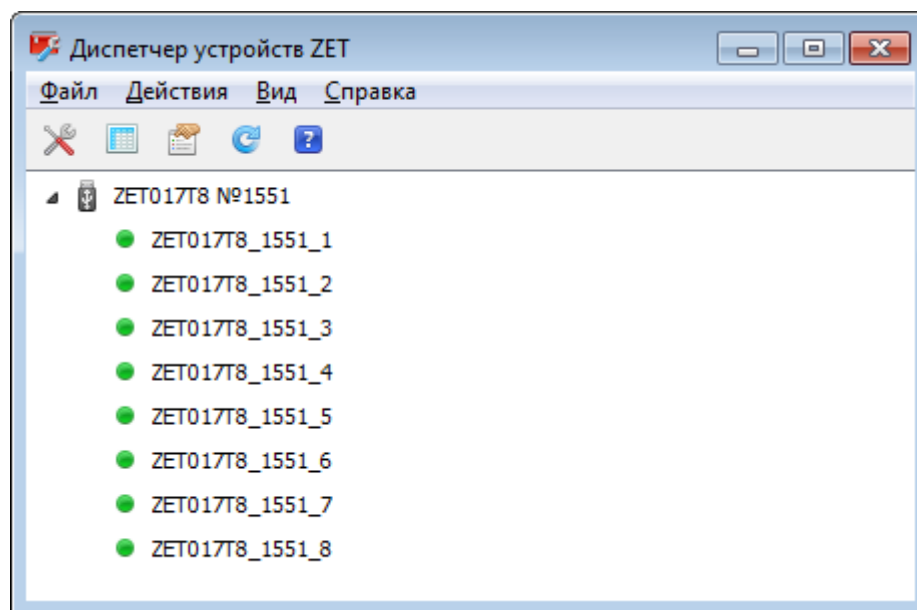 Диспетчер устройств ZET
Файл Действия Вид Справка
ZET017T8 №1551
ZET017T8_1551_1
ZET017T8_1551_2
ZET017T8_1551_3
ZET017T8_1551_4
ZET017T8_1551_5
ZET017T8_1551_6
ZET017T8_1551_7
ZET017T8_1551_8